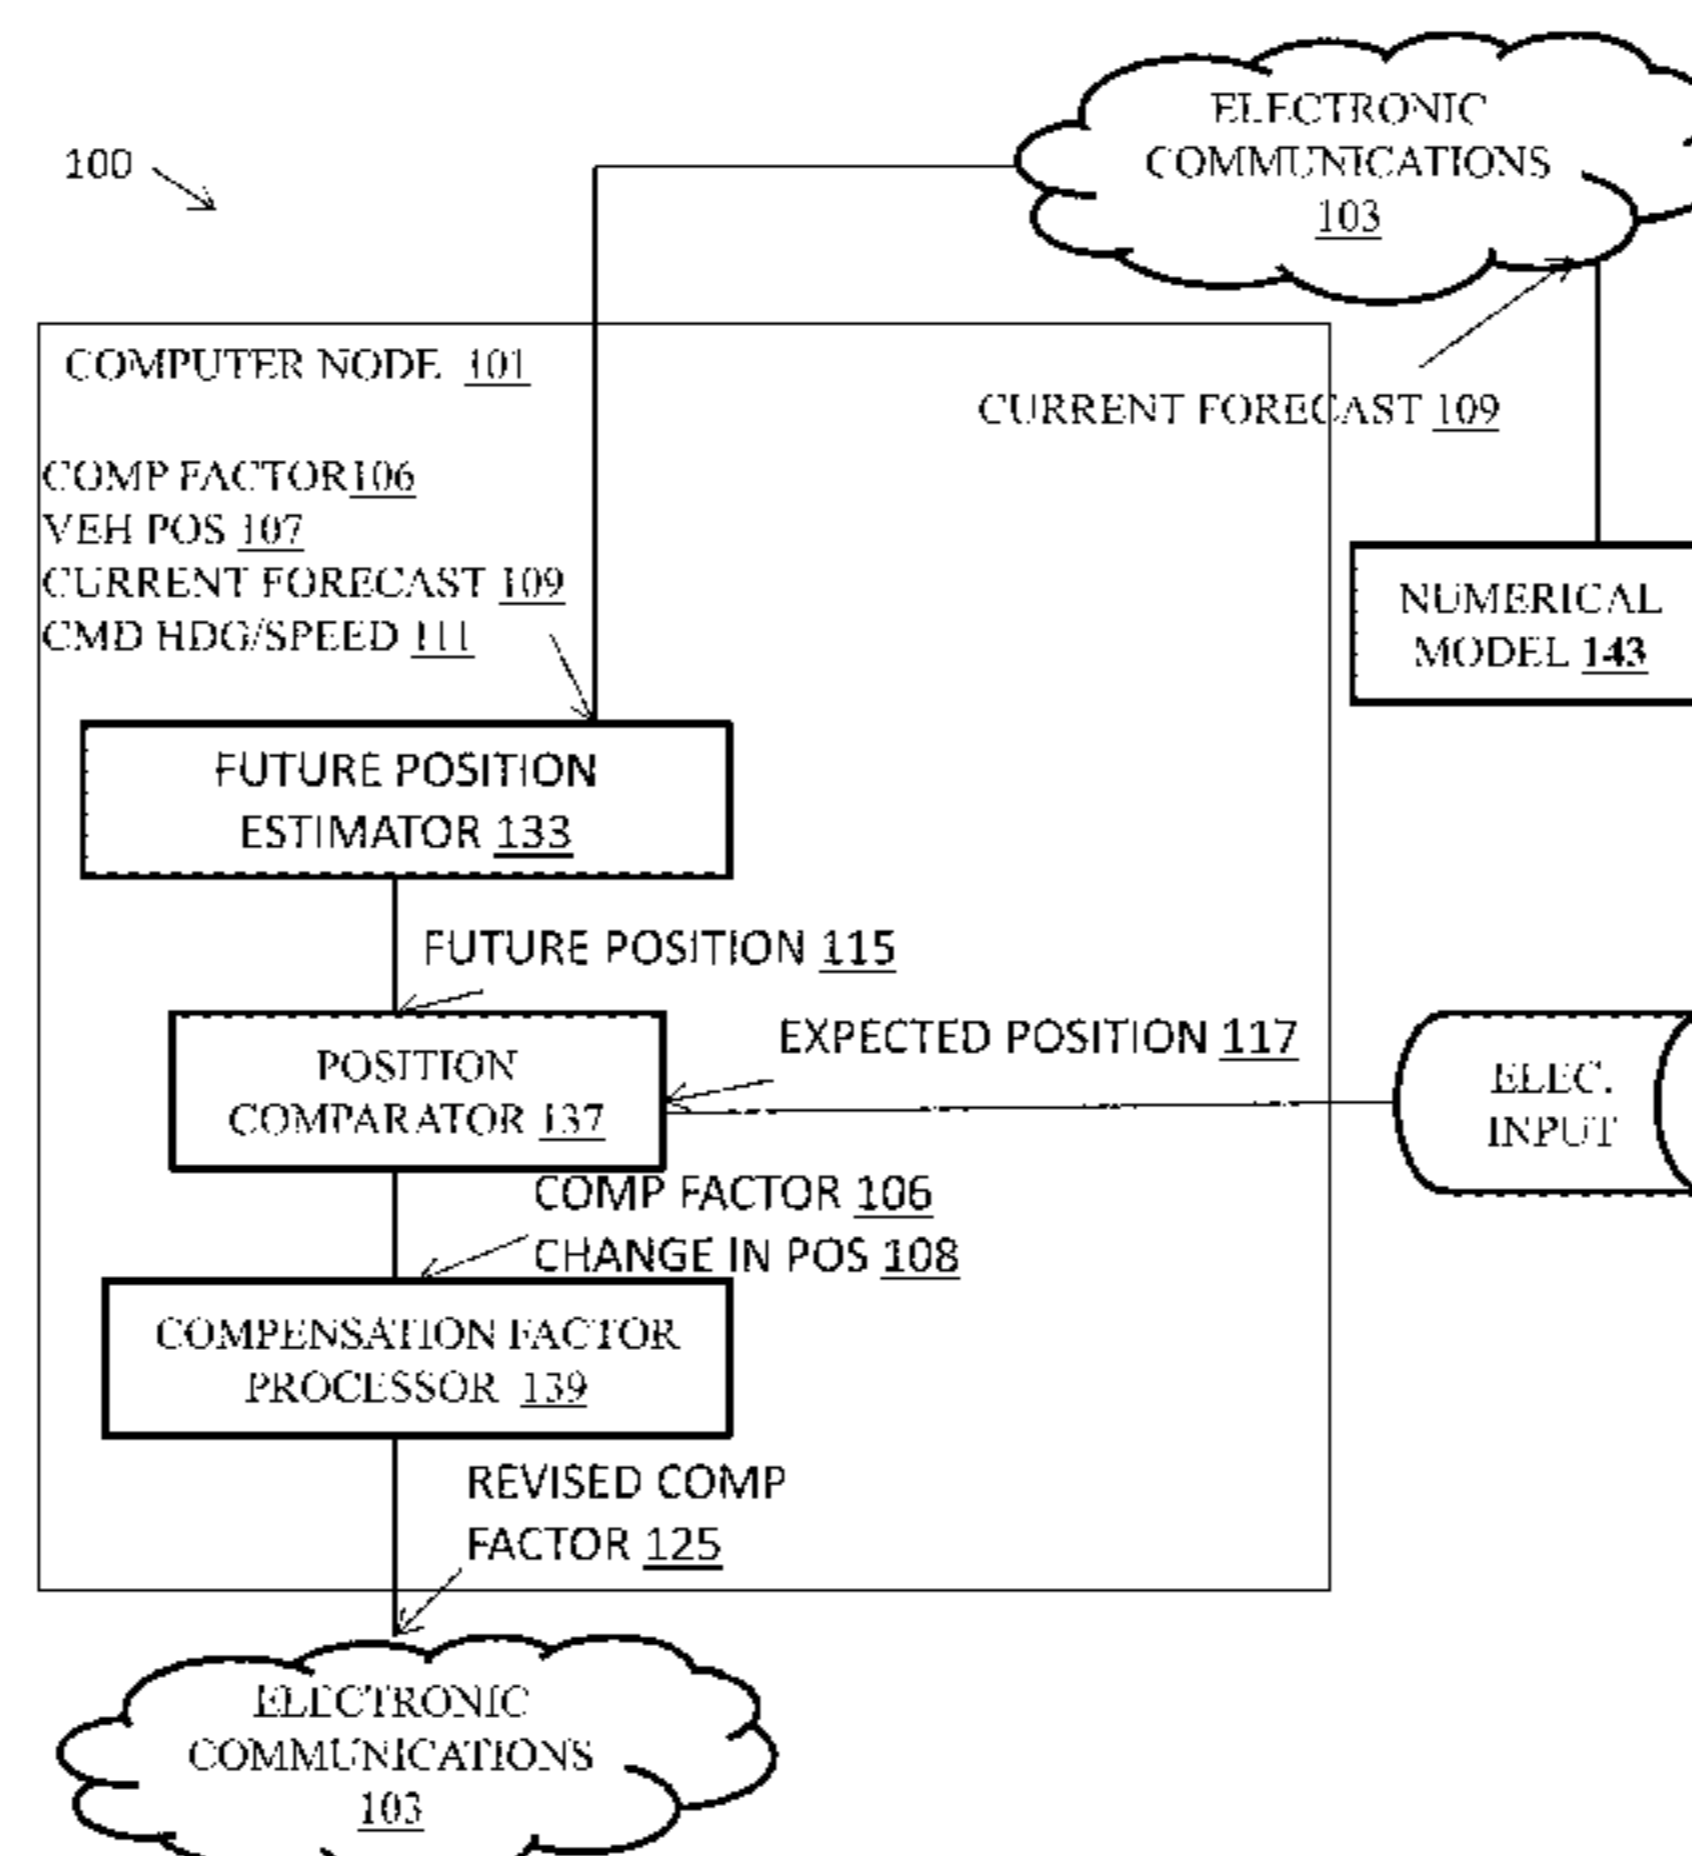 ELECTRONIC
COMMUNICATIONS
103
100
COMPUTER NODE 101
CURRENT FORECAST 109
COMP FACTOR106
VEH POS 107
CURRENT FORECAST 109
CMD HDG/SPEED 111
NUMERICAL
MODEL 143
FUTURE POSITION
ESTIMATOR 133
FUTURE POSITION 115
EXPECTED POSITION 117
POSITION
COMPARATOR 137
ELEC.
INPUT
COMP FACTOR 106
CHANGE IN POS 108
COMPENSATION FACTOR
PROCESSOR 139
REVISED COMP
FACTOR 125
ELECTRONIC
COMMUNICATIONS
103